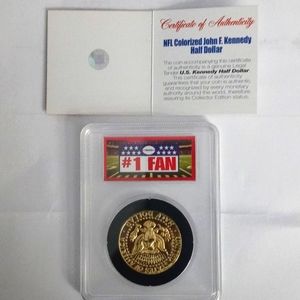 Certificate of Authenticity
NFL Colorized John F. Kennedy
Half Dollar
The coin accompanying this certificate
of authenticity is a genuine Legal
Tender U.S. Kennedy Half Dollar.
This certificate of authenticity
guarantees that your coin is authentic
and recognized by every monetary
authority around the world, therefore
assuring its Collector Edition status.
#1 FAN